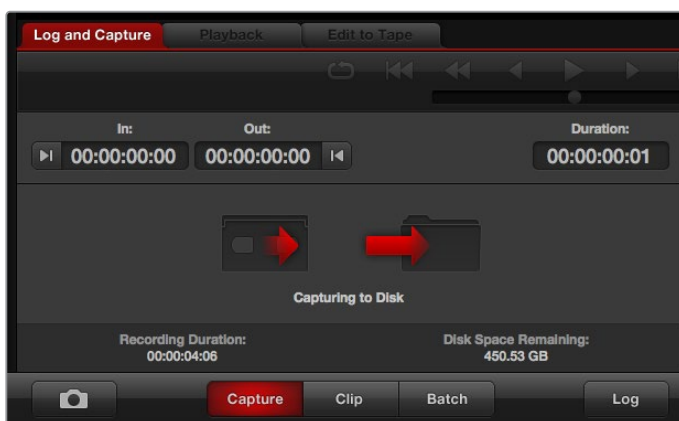 Log and Capture Playback Edit to Tape
In: Out: Duration:
00:00:00:00 00:00:00:00 00:00:00:01
Capturing to Disk
Recording Duration: Disk Space Remaining:
00:00:04:06 450.53 GB
Capture Clip Batch Log